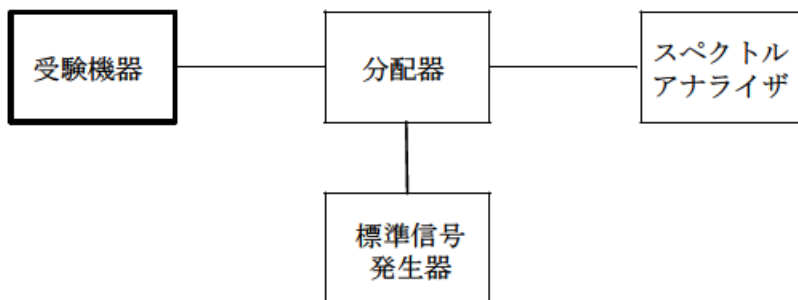 受験機器
分配器
スペクトル
アナライザ
標準信号
発生器